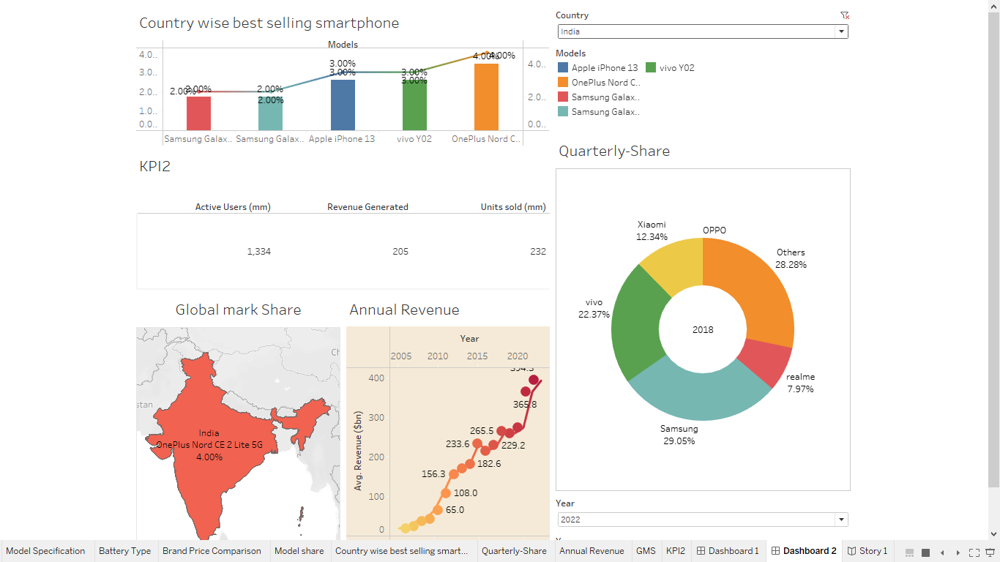 Country wise best selling smartphone
Models
4.0..
3.0..
2.0..
1.0..
0.0..
4.0..
2.0..
0.0..
2.00%
2.00%
2.00%
2.00%
3.00%
3.00%
3.00%
3.00%
4.00%
4.00%
Samsung Galax..
Samsung Galax..
Apple iPhone 13
vivo Y02
OnePlus Nord C..
Country
India
Models
Apple iPhone 13
vivo Y02
OnePlus Nord C..
Samsung Galax..
Samsung Galax..
KPI2
Active Users (mm)
Revenue Generated
Units sold (mm)
1,334
205
232
Quarterly-Share
Xiaomi
12.34%
OPPO
Others
28.28%
vivo
22.37%
2018
realme
7.97%
Samsung
29.05%
Global mark Share
India
OnePlus Nord CE 2 Lite 5G
4.00%
stan
Ch
Annual Revenue
Year
2005
2010
2015
2020
Avg. Revenue ($bn)
400
300
200
100
0
365.8
265.5
233.6
229.2
182.6
156.3
108.0
65.0
Year
2022
Model Specification
Battery Type
Brand Price Comparison
Model share
Country wise best selling smart...
Quarterly-Share
Annual Revenue
GMS
KPI2
Dashboard 1
Dashboard 2
Story 1